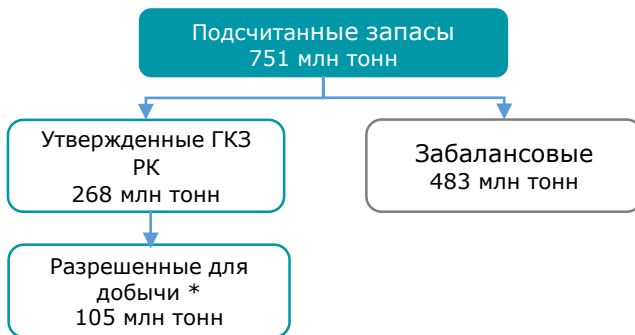 Подсчитанные запасы
751 млн тонн
Утвержденные ГКЗ
РК
268 млн тонн
Забалансовые
483 млн тонн
Разрешенные для
добычи *
105 млн тонн